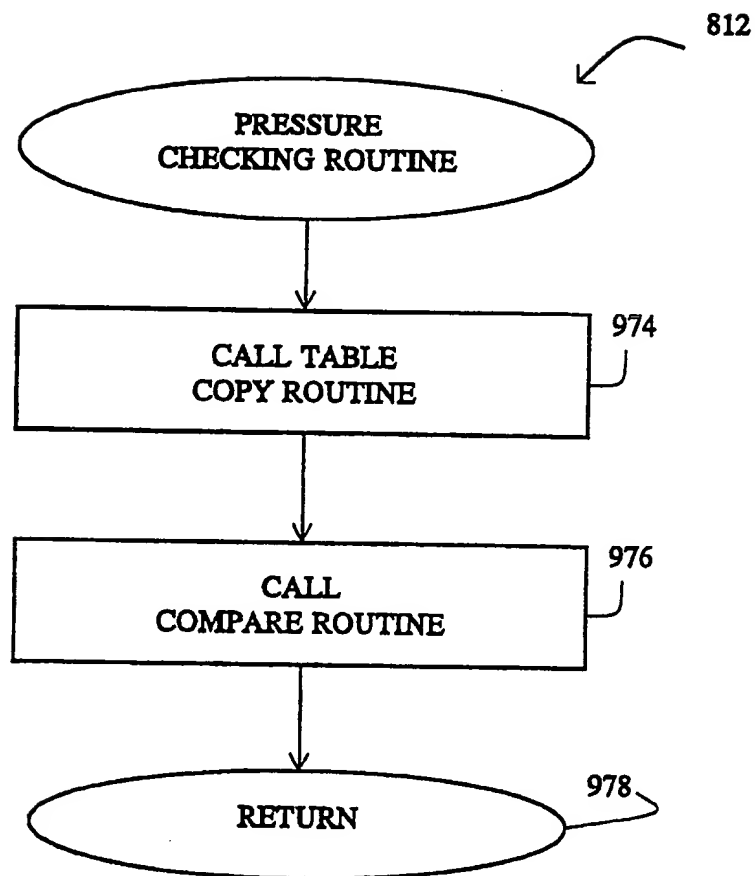 812
PRESSURE
CHECKING ROUTINE
974
CALL TABLE
COPY ROUTINE
976
CALL
COMPARE ROUTINE
978
RETURN